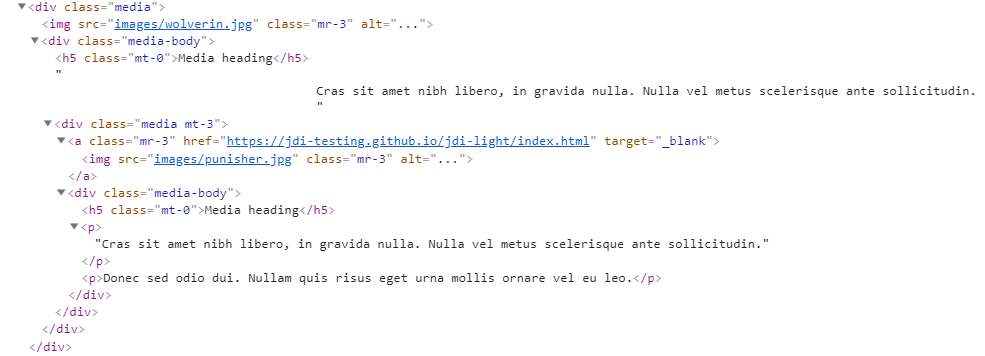 ▼<div class="media">
<img src="images/wolverin.jpg" class="mr-3" alt="...">
▼<div class="media-body">
<h5 class="mt-0">Media heading</h5>
"
Cras sit amet nibh libero, in gravida nulla. Nulla vel metus scelerisque ante sollicitudin.
"
▼<div class="media mt-3">
▼<a class="mr-3" href="https://jdi-testing.github.io/jdi-light/index.html" target="_blank">
<img src="images/punisher.jpg" class="mr-3" alt="...">
</a>
▼<div class="media-body">
<h5 class="mt-0">Media heading</h5>
▼<p>
"Cras sit amet nibh libero, in gravida nulla. Nulla vel metus scelerisque ante sollicitudin."
</p>
<p>Donec sed odio dui. Nullam quis risus eget urna mollis ornare vel eu leo.</p>
</div>
</div>
</div>
</div>